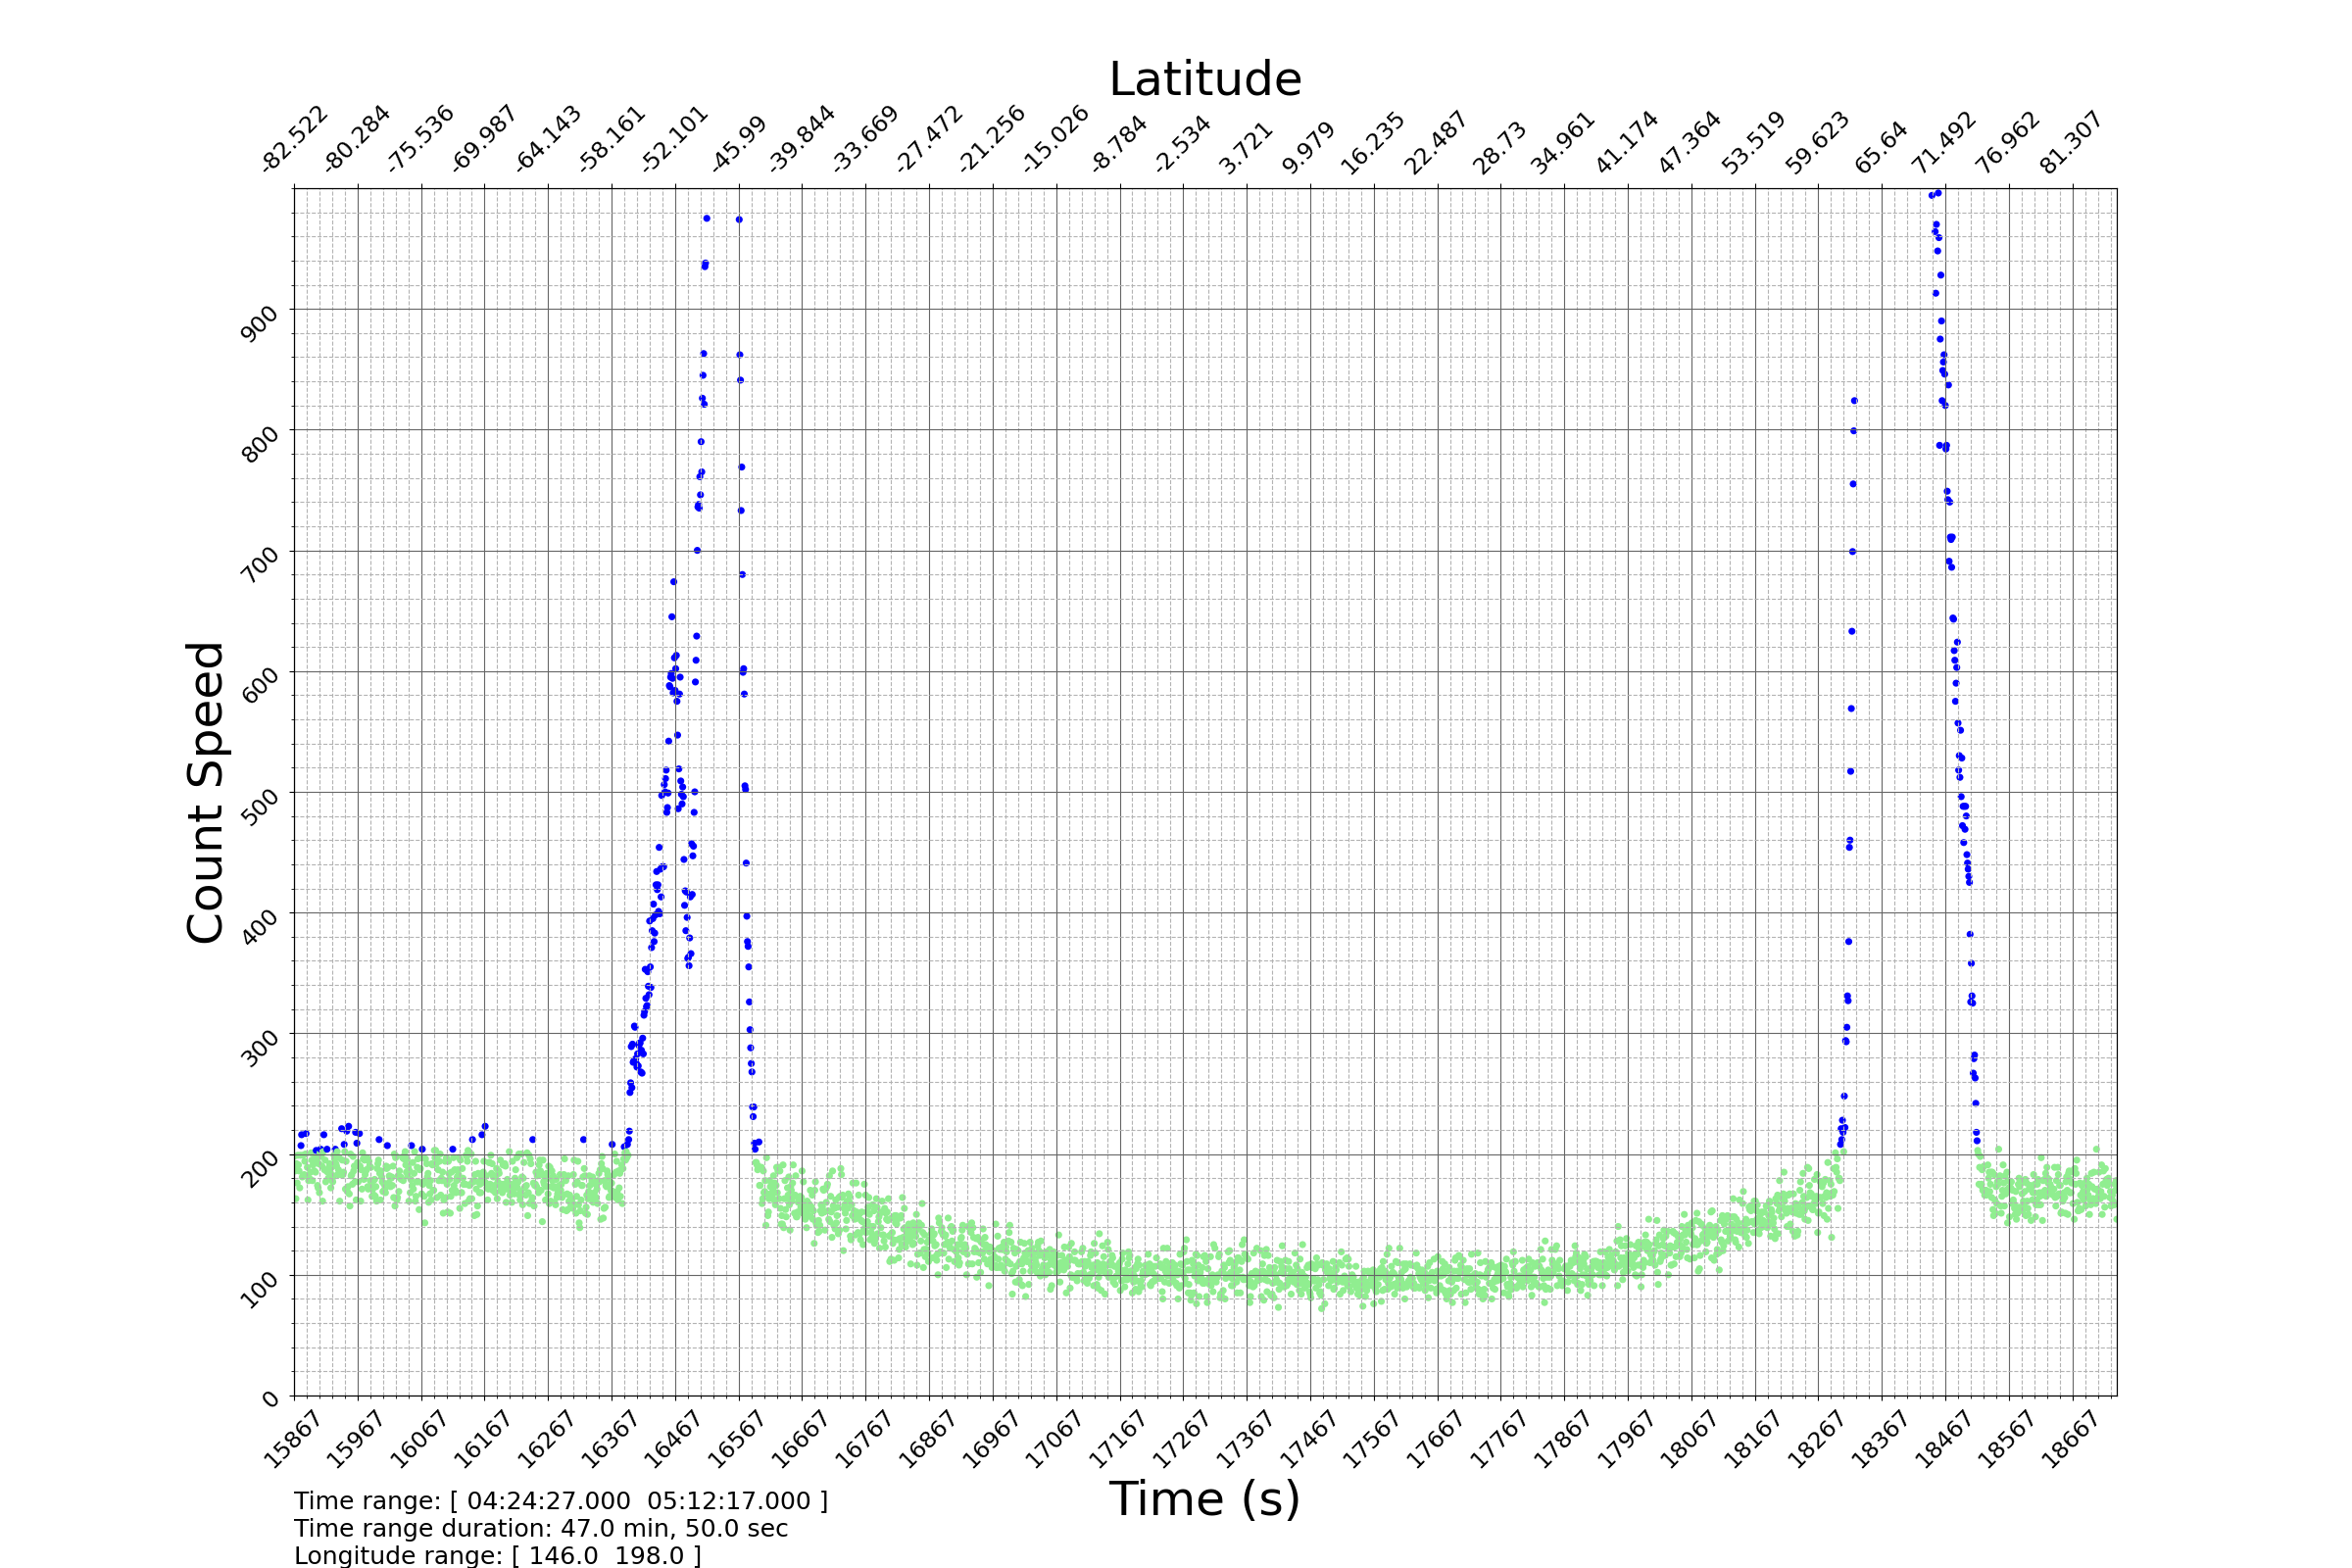 Latitude
-82.522 -80.284 -75.536 -69.987 -64.143 -58.161 -52.101 -45.99 -39.844 -33.669 -27.472 -21.256 -15.026 -8.784 -2.534 3.721 9.979 16.235 22.487 28.73 34.961 41.174 47.364 53.519 59.623 65.64 71.492 76.962 81.307
Count Speed
900
800
700
600
500
400
300
200
100
0
15867 15967 16067 16167 16267 16367 16467 16567 16667 16767 16867 16967 17067 17167 17267 17367 17467 17567 17667 17767 17867 17967 18067 18167 18267 18367 18467 18567 18667
Time (s)
Time range: [ 04:24:27.000  05:12:17.000 ]
Time range duration: 47.0 min, 50.0 sec
Longitude range: [ 146.0  198.0 ]